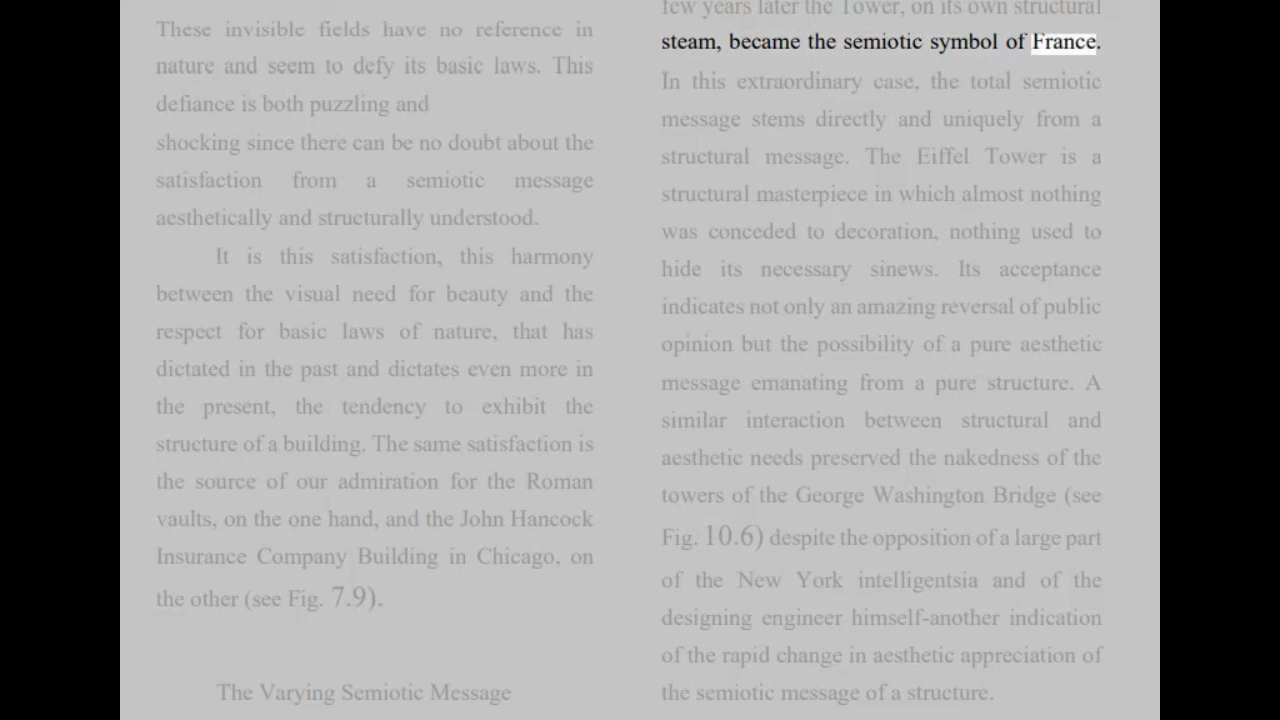 These invisible fields have no reference in
nature and seem to defy its basic laws. This
defiance is both puzzling and
shocking since there can be no doubt about the
satisfaction from a semiotic message
aesthetically and structurally understood.
It is this satisfaction, this harmony
between the visual need for beauty and the
respect for basic laws of nature, that has
dictated in the past and dictates even more in
the present, the tendency to exhibit the
structure of a building. The same satisfaction is
the source of our admiration for the Roman
vaults, on the one hand, and the John Hancock
Insurance Company Building in Chicago, on
the other (see Fig. 7.9).
The Varying Semiotic Message
few years later the Tower, on its own structural
steam, became the semiotic symbol of France.
In this extraordinary case, the total semiotic
message stems directly and uniquely from a
structural message. The Eiffel Tower is a
structural masterpiece in which almost nothing
was conceded to decoration, nothing used to
hide its necessary sinews. Its acceptance
indicates not only an amazing reversal of public
opinion but the possibility of a pure aesthetic
message emanating from a pure structure. A
similar interaction between structural and
aesthetic needs preserved the nakedness of the
towers of the George Washington Bridge (see
Fig. 10.6) despite the opposition of a large part
of the New York intelligentsia and of the
designing engineer himself-another indication
of the rapid change in aesthetic appreciation of
the semiotic message of a structure.